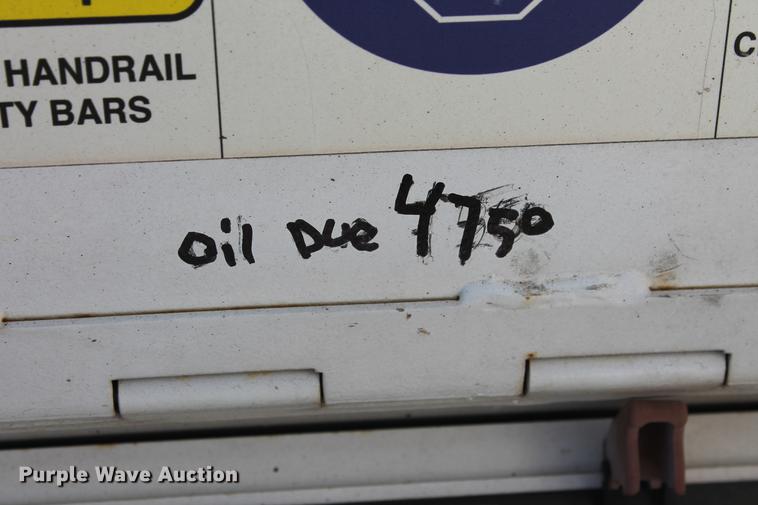 HANDRAIL
TY BARS
C
oil Due 4750
Purple Wave Auction